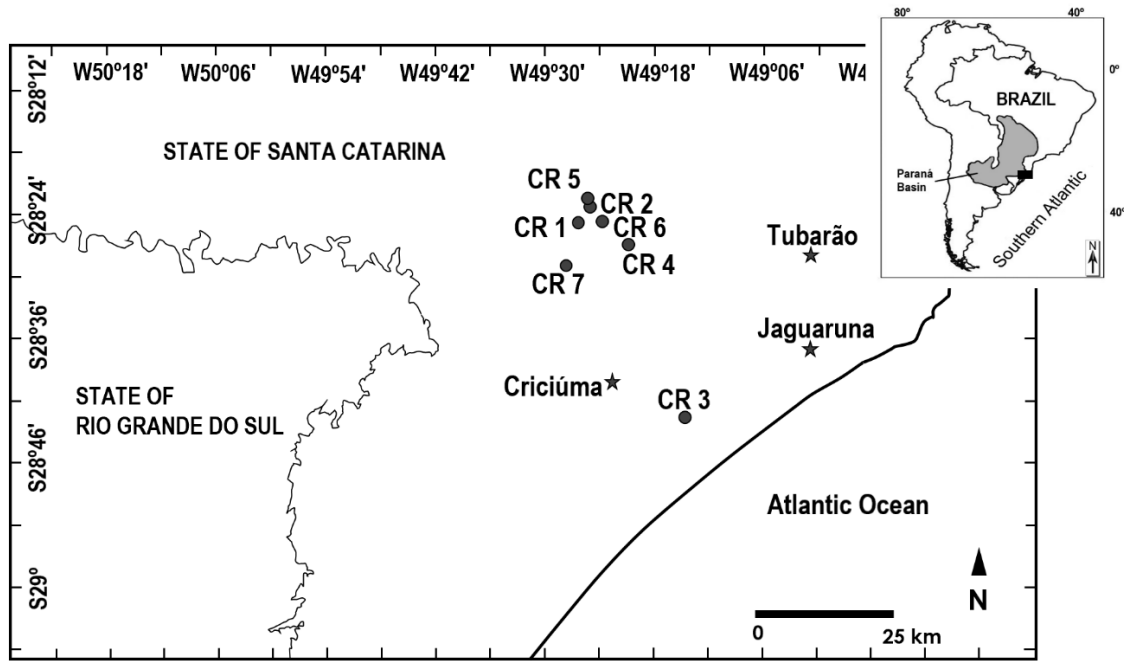 80º
40º
W50º18'
W50º06'
W49º54'
W49º42'
W49º30'
W49º18'
W49º06'
W4
S28º12'
0º
BRAZIL
STATE OF SANTA CATARINA
Paraná
Basin
CR 5
CR 2
S28º24'
CR 1
CR 6
40º
Southern Atlantic
Tubarão
CR 4
N
CR 7
Jaguaruna
S28º36'
Criciúma
CR 3
STATE OF
RIO GRANDE DO SUL
S28º46'
Atlantic Ocean
S29º
N
0
25 km